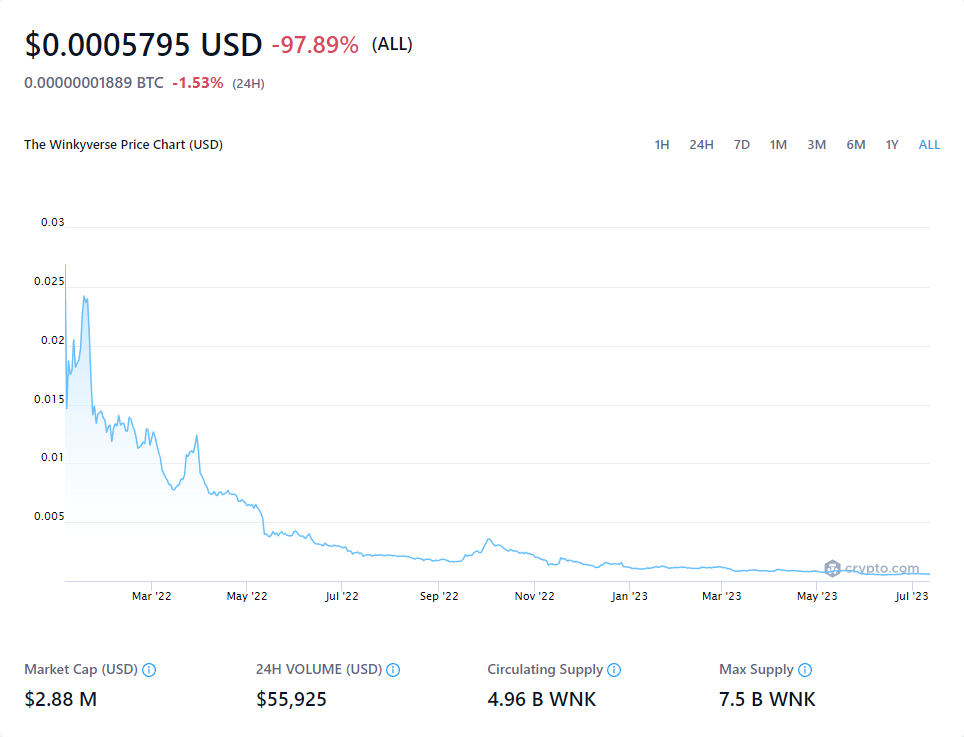 $0.0005795 USD -97.89% (ALL)
0.00000001889 BTC -1.53% (24H)
The Winkyverse Price Chart (USD) 1H 24H 7D 1M 3M 6M 1Y ALL
0.03
0.025
0.02
0.015
0.01
0.005
crypto.com
Mar '22 May '22 Jul '22 Sep '22 Nov '22 Jan '23 Mar '23 May '23 Jul '23
Market Cap (USD) 24H VOLUME (USD) Circulating Supply Max Supply
$2.88 M $55,925 4.96 B WNK 7.5 B WNK